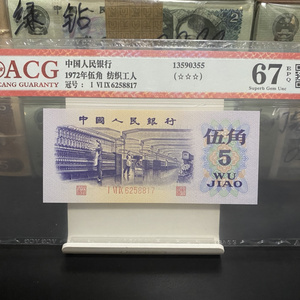 ACG
CANG GUARANTY
中国人民银行
1972年伍角 纺织工人
冠号： I VI IX 6258817
13590355
(☆☆☆)
67 EPQ
Superb Gem Unc
中国人民银行
伍角
5
WU
JIAO
I VI IX 6258817